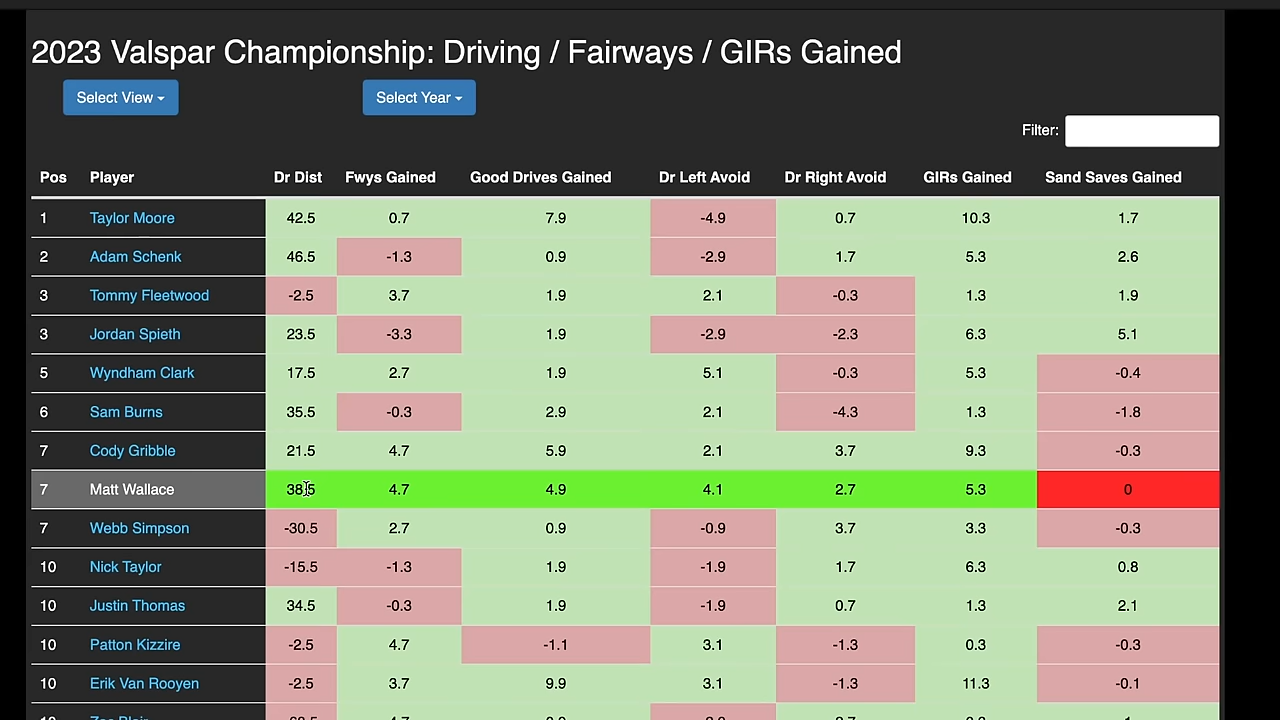 2023 Valspar Championship: Driving / Fairways / GIRs Gained
Select View Select Year
Filter:
Pos Player Dr Dist Fwys Gained Good Drives Gained Dr Left Avoid Dr Right Avoid GIRs Gained Sand Saves Gained
1 Taylor Moore 42.5 0.7 7.9 -4.9 0.7 10.3 1.7
2 Adam Schenk 46.5 -1.3 0.9 -2.9 1.7 5.3 2.6
3 Tommy Fleetwood -2.5 3.7 1.9 2.1 -0.3 1.3 1.9
3 Jordan Spieth 23.5 -3.3 1.9 -2.9 -2.3 6.3 5.1
5 Wyndham Clark 17.5 2.7 1.9 5.1 -0.3 5.3 -0.4
6 Sam Burns 35.5 -0.3 2.9 2.1 -4.3 1.3 -1.8
7 Cody Gribble 21.5 4.7 5.9 2.1 3.7 9.3 -0.3
7 Matt Wallace 38.5 4.7 4.9 4.1 2.7 5.3 0
7 Webb Simpson -30.5 2.7 0.9 -0.9 3.7 3.3 -0.3
10 Nick Taylor -15.5 -1.3 1.9 -1.9 1.7 6.3 0.8
10 Justin Thomas 34.5 -0.3 1.9 -1.9 0.7 1.3 2.1
10 Patton Kizzire -2.5 4.7 -1.1 3.1 -1.3 0.3 -0.3
10 Erik Van Rooyen -2.5 3.7 9.9 3.1 -1.3 11.3 -0.1